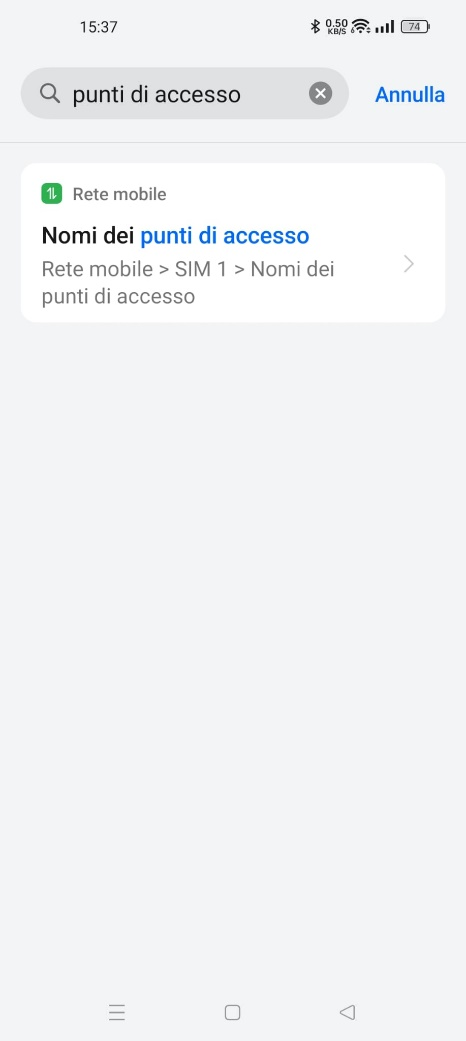 15:37
0.50
KB/S
6
74
punti di accesso
Annulla
Rete mobile
Nomi dei punti di accesso
Rete mobile > SIM 1 > Nomi dei
punti di accesso